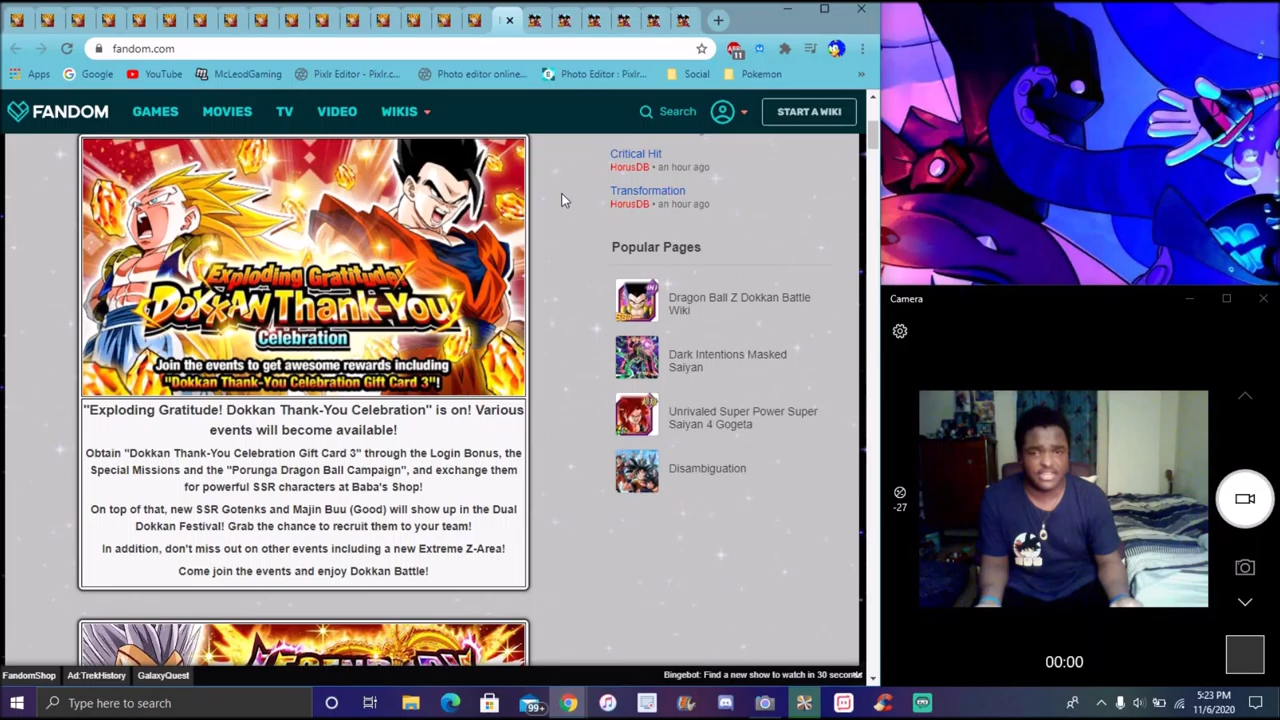 fandom.com
Apps
Google
YouTube
McLeodGaming
Pixlr Editor - Pixlr.c...
Photo editor online...
Photo Editor : Pixlr...
Social
Pokemon
»
FANDOM
GAMES
MOVIES
TV
VIDEO
WIKIS
Search
START A WIKI
Exploding Gratitude!
DOKKAN THANK-YOU
Celebration
Join the events to get awesome rewards including
"Dokkan Thank-You Celebration Gift Card 3"!
"Exploding Gratitude! Dokkan Thank-You Celebration" is on! Various
events will become available!
Obtain "Dokkan Thank-You Celebration Gift Card 3" through the Login Bonus, the
Special Missions and the "Porunga Dragon Ball Campaign", and exchange them
for powerful SSR characters at Baba's Shop!
On top of that, new SSR Gotenks and Majin Buu (Good) will show up in the Dual
Dokkan Festival! Grab the chance to recruit them to your team!
In addition, don't miss out on other events including a new Extreme Z-Area!
Come join the events and enjoy Dokkan Battle!
Critical Hit
HorusDB • an hour ago
Transformation
HorusDB • an hour ago
Popular Pages
Dragon Ball Z Dokkan Battle
Wiki
Dark Intentions Masked
Saiyan
Unrivaled Super Power Super
Saiyan 4 Gogeta
Disambiguation
FandomShop
Ad:TrekHistory
GalaxyQuest
Bingebot: Find a new show to watch in 30 seconds
Camera
-27
00:00
Type here to search
99+
5:23 PM
11/6/2020